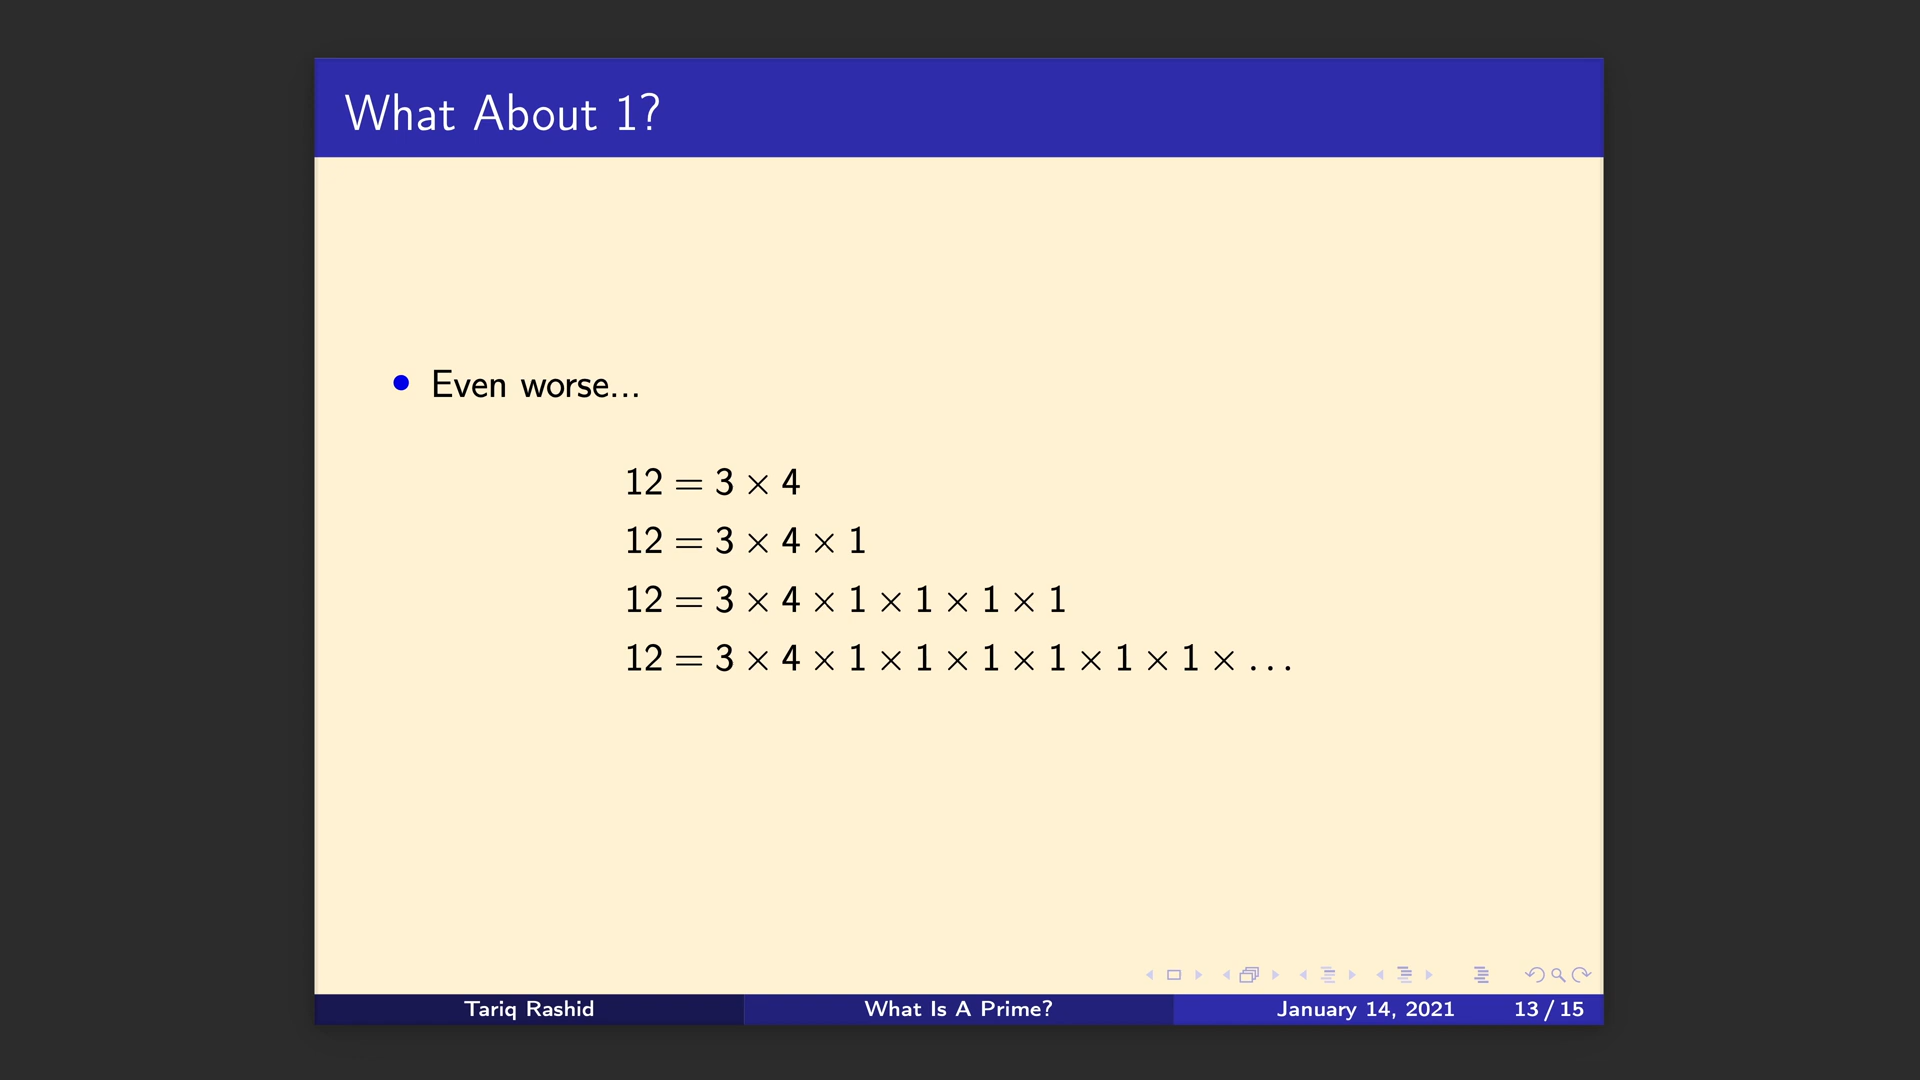 What About 1?
• Even worse...
12 = 3 × 4
12 = 3 × 4 × 1
12 = 3 × 4 × 1 × 1 × 1 × 1
12 = 3 × 4 × 1 × 1 × 1 × 1 × 1 × 1 × ...
Tariq Rashid What Is A Prime? January 14, 2021 13 / 15